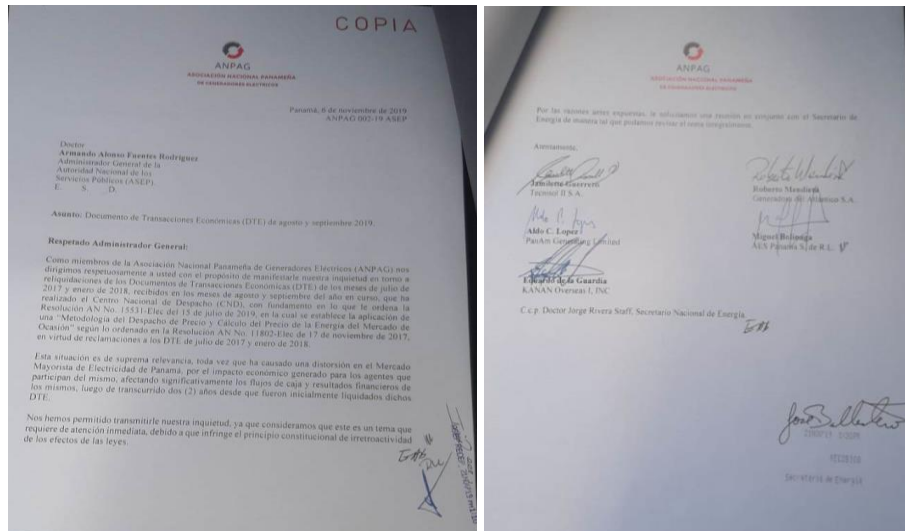 COPIA
ANPAG
ASOCIACIÓN NACIONAL PANAMEÑA
DE GENERADORES ELÉCTRICOS
Panamá, 6 de noviembre de 2019
ANPAG 002-19 ASEP
Doctor
Armando Alonso Fuentes Rodríguez
Administrador General de la
Autoridad Nacional de los
Servicios Públicos (ASEP)
E. S. D.
Asunto: Documento de Transacciones Económicas (DTE) de agosto y septiembre 2019.
Respetado Administrador General:
Como miembros de la Asociación Nacional Panameña de Generadores Eléctricos (ANPAG) nos
dirigimos respetuosamente a usted con el propósito de manifestarle nuestra inquietud en torno a
reliquidaciones de los Documentos de Transacciones Económicas (DTE) de los meses de julio de
2017 y enero de 2018, recibidos en los meses de agosto y septiembre del año en curso, que ha
realizado el Centro Nacional de Despacho (CND), con fundamento en lo que le ordena la
Resolución AN No. 15531-Elec del 15 de julio de 2019, en la cual se establece la aplicación de
una "Metodología del Despacho de Precio y Cálculo del Precio de la Energía del Mercado de
Ocasión" según lo ordenado en la Resolución AN No. 11802-Elec de 17 de noviembre de 2017,
en virtud de reclamaciones a los DTE de julio de 2017 y enero de 2018.
Esta situación es de suprema relevancia, toda vez que ha causado una distorsión en el Mercado
Mayorista de Electricidad de Panamá, por el impacto económico generado para los agentes que
participan del mismo, afectando significativamente los flujos de caja y resultados financieros de
los mismos, luego de transcurrido dos (2) años desde que fueron inicialmente liquidados dichos
DTE.
Nos hemos permitido transmitirle nuestra inquietud, ya que consideramos que este es un tema que
requiere de atención inmediata, debido a que infringe el principio constitucional de irretroactividad
de los efectos de las leyes.
ANPAG
ASOCIACIÓN NACIONAL PANAMEÑA
DE GENERADORES ELÉCTRICOS
Por las razones antes expuestas, le solicitamos una reunión en conjunto con el Secretario de
Energía de manera tal que podamos revisar el tema integralmente.
Atentamente,
Jamilette Guerrero
Tecnisol II S.A.
Roberto Mendieta
Generadora del Atlántico S.A.
Aldo C. Lopez
PanAm Generating Limited
Miguel Bolinaga
AES Panamá S. de R.L.
Eduardo de la Guardia
KANAN Overseas I, INC
C.c.p. Doctor Jorge Rivera Staff, Secretario Nacional de Energía.
Secretaría de Energía